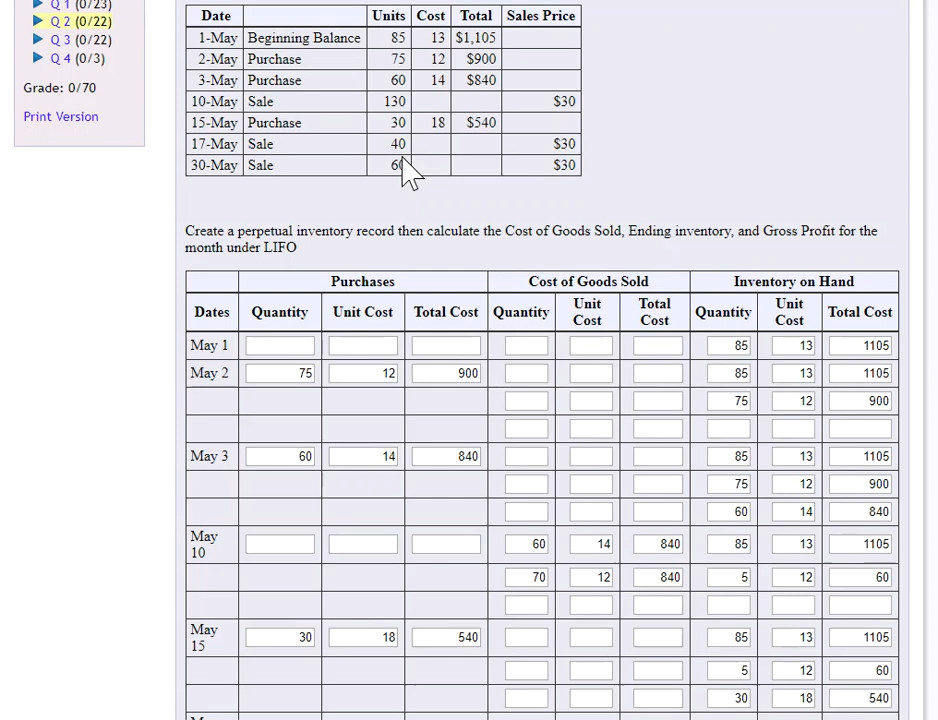 Q 1 (0/23)
Q 2 (0/22)
Q 3 (0/22)
Q 4 (0/3)
Grade: 0/70
Print Version
Date Units Cost Total Sales Price
1-May Beginning Balance 85 13 $1,105
2-May Purchase 75 12 $900
3-May Purchase 60 14 $840
10-May Sale 130 $30
15-May Purchase 30 18 $540
17-May Sale 40 $30
30-May Sale 60 $30
Create a perpetual inventory record then calculate the Cost of Goods Sold, Ending inventory, and Gross Profit for the
month under LIFO
Purchases Cost of Goods Sold Inventory on Hand
Dates Quantity Unit Cost Total Cost Quantity Unit Cost Total Cost Quantity Unit Cost Total Cost
May 1 85 13 1105
May 2 75 12 900 85 13 1105
75 12 900
May 3 60 14 840 85 13 1105
75 12 900
60 14 840
May 10 60 14 840 85 13 1105
70 12 840 5 12 60
May 15 30 18 540 85 13 1105
5 12 60
30 18 540